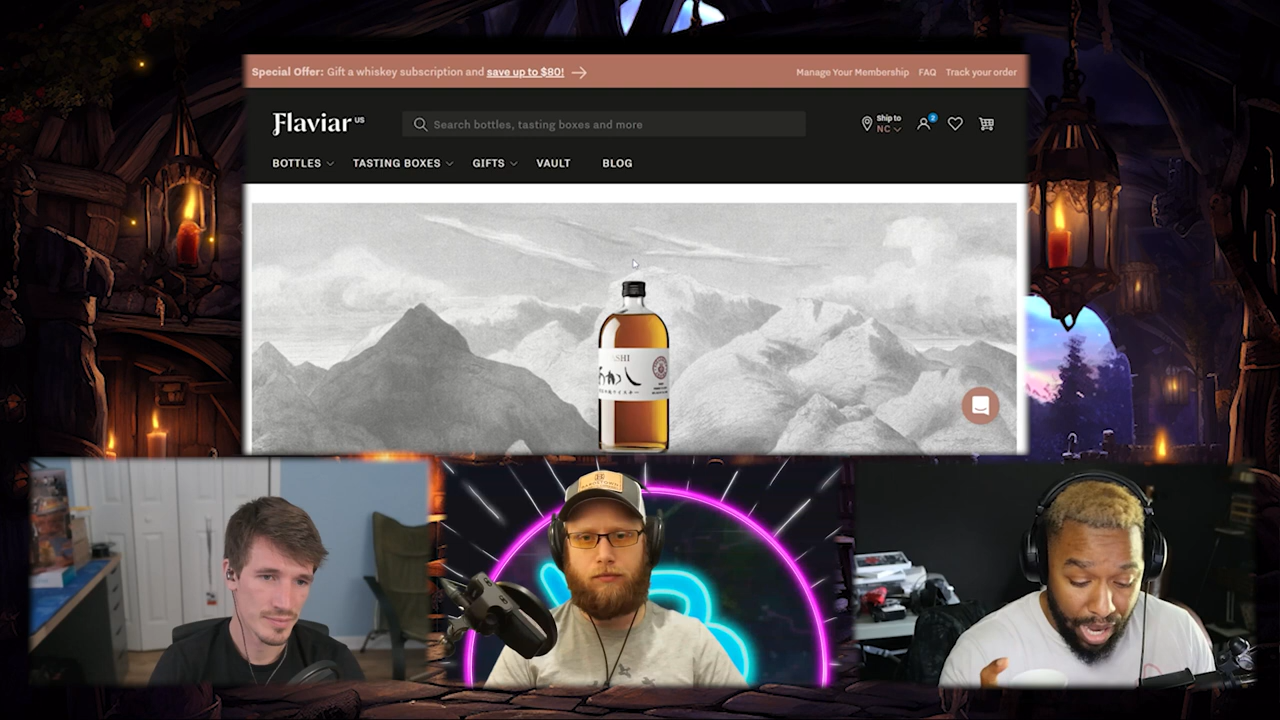 Special Offer: Gift a whiskey subscription and save up to $80!
Manage Your Membership FAQ Track your order
Flaviar US
Search bottles, tasting boxes and more
Ship to
NC
2
BOTTLES TASTING BOXES GIFTS VAULT BLOG